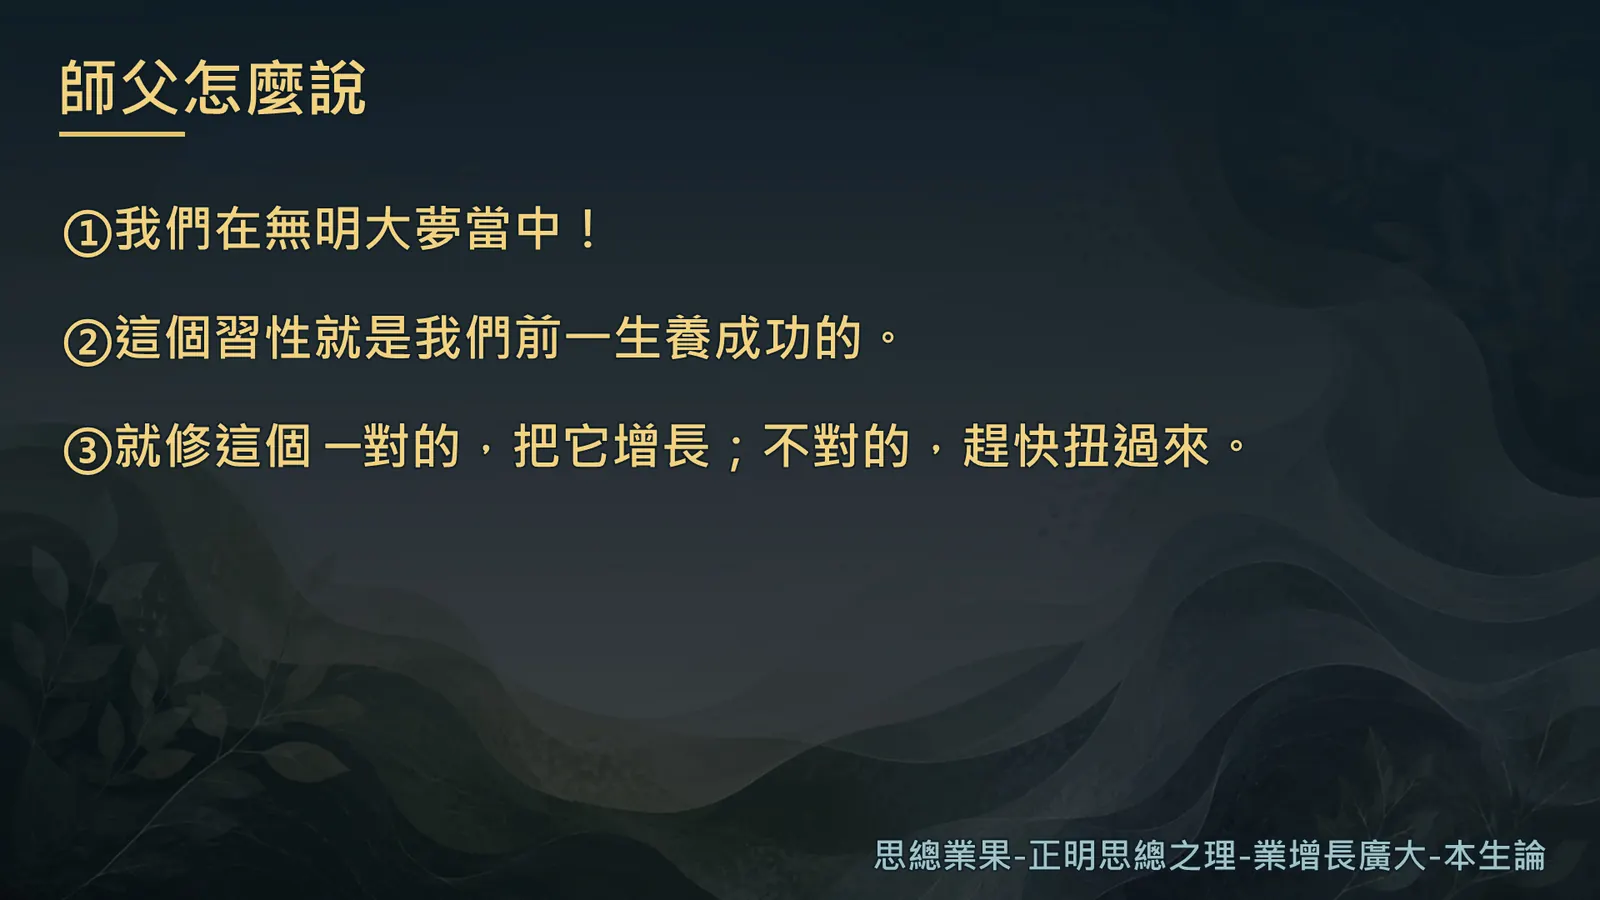 師父怎麼說
①我們在無明大夢當中！
②這個習性就是我們前一生養成功的。
③就修這個 —對的，把它增長；不對的，趕快扭過來。
思總業果-正明思總之理-業增長廣大-本生論